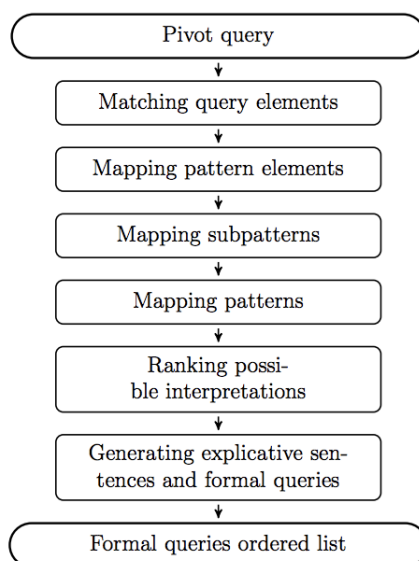 Pivot query
Matching query elements
Mapping pattern elements
Mapping subpatterns
Mapping patterns
Ranking possi-
ble interpretations
Generating explicative sen-
tences and formal queries
Formal queries ordered list